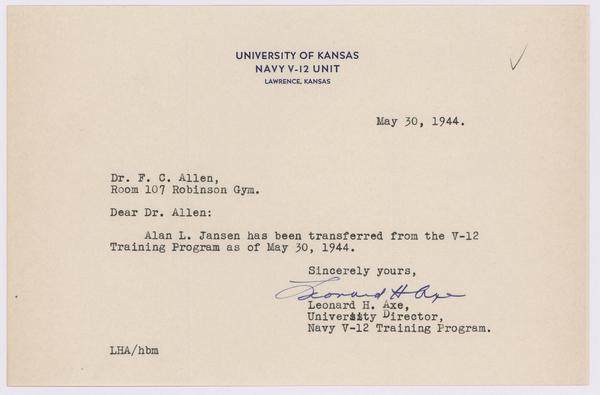 UNIVERSITY OF KANSAS
NAVY V-12 UNIT
LAWRENCE, KANSAS
May 30, 1944.
Dr. F. C. Allen,
Room 107 Robinson Gym.
Dear Dr. Allen:
Alan L. Jansen has been transferred from the V-12
Training Program as of May 30, 1944.
Sincerely yours,
Leonard H Axe
Leonard H. Axe,
University Director,
Navy V-12 Training Program.
LHA/hbm